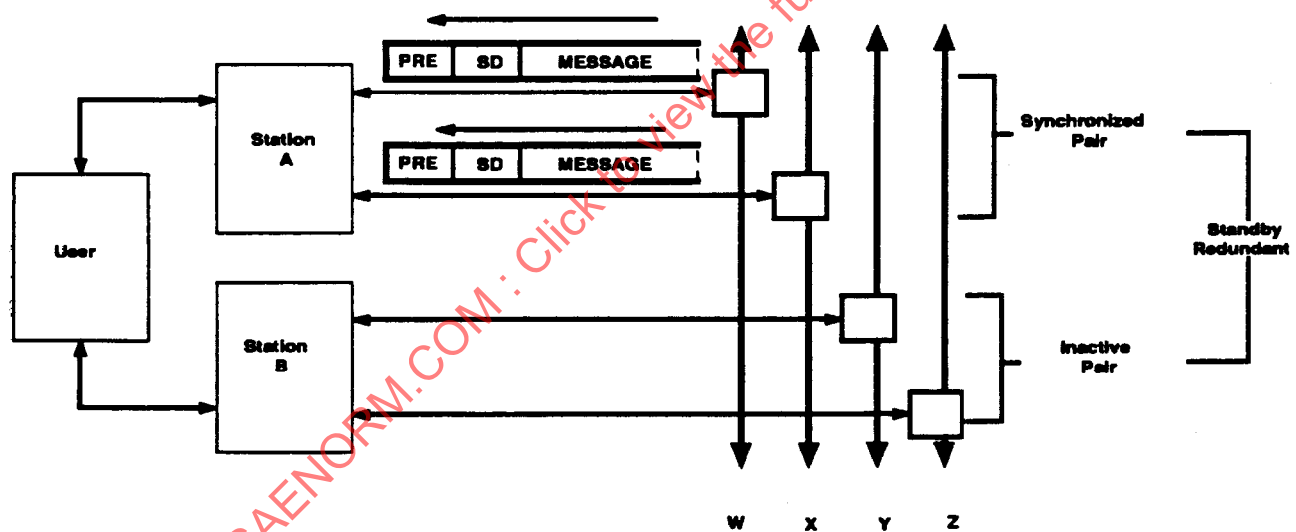 PRE SD MESSAGE
Station
A
PRE SD MESSAGE
User
Station
B
Synchronized
Pair
Standby
Redundant
Inactive
Pair
W X Y Z
SAENORM.COM : Click to view the fu